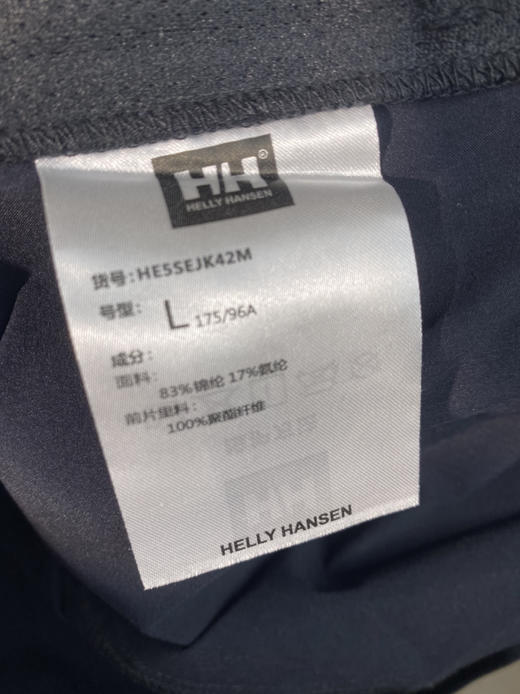 HH®
HELLY HANSEN
货号:HE5SEJK42M
号型: L 175/96A
成分:
面料:
83%锦纶 17%氨纶
前片里料:
100%聚酯纤维
HELLY HANSEN